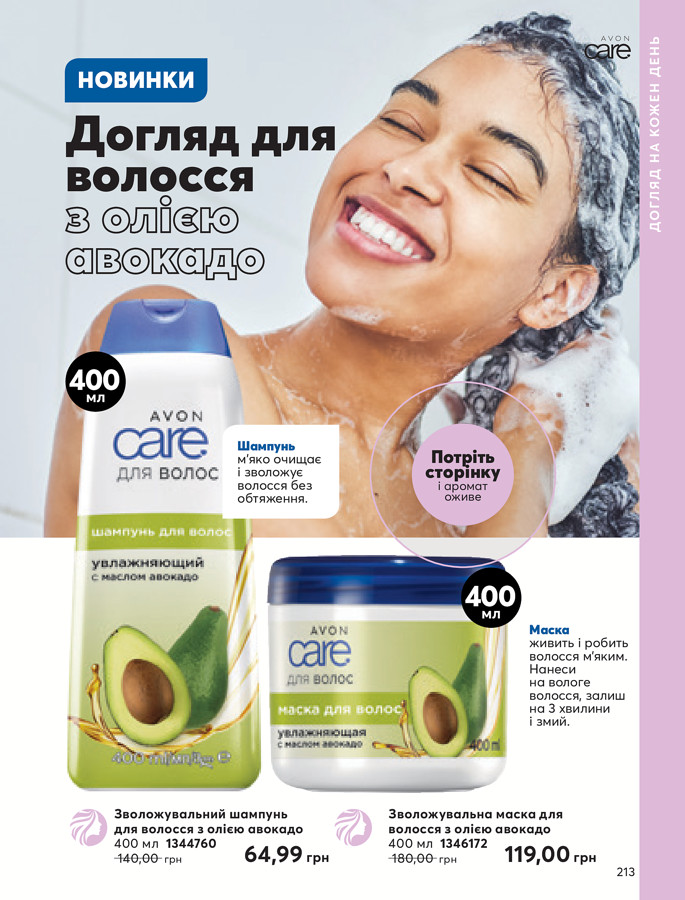 AVON
care
НОВИНКИ
Догляд для
волосся
з олією
авокадо
ДОГЛЯД НА КОЖЕН ДЕНЬ
400
мл
AVON
care
ДЛЯ ВОЛОС
шампунь для волос
увлажняющий
с маслом авокадо
Шампунь
м’яко очищає
і зволожує
волосся без
обтяження.
Потріть
сторінку
і аромат
оживе
400
мл
AVON
care
ДЛЯ ВОЛОС
маска для волос
увлажняющая
с маслом авокадо
400 ml
Маска
живить і робить
волосся м’яким.
Нанеси
на вологе
волосся, залиш
на 3 хвилини
і змий.
Зволожувальний шампунь
для волосся з олією авокадо
400 мл 1344760
140,00 грн 64,99 грн
Зволожувальна маска для
волосся з олією авокадо
400 мл 1346172
180,00 грн 119,00 грн
213